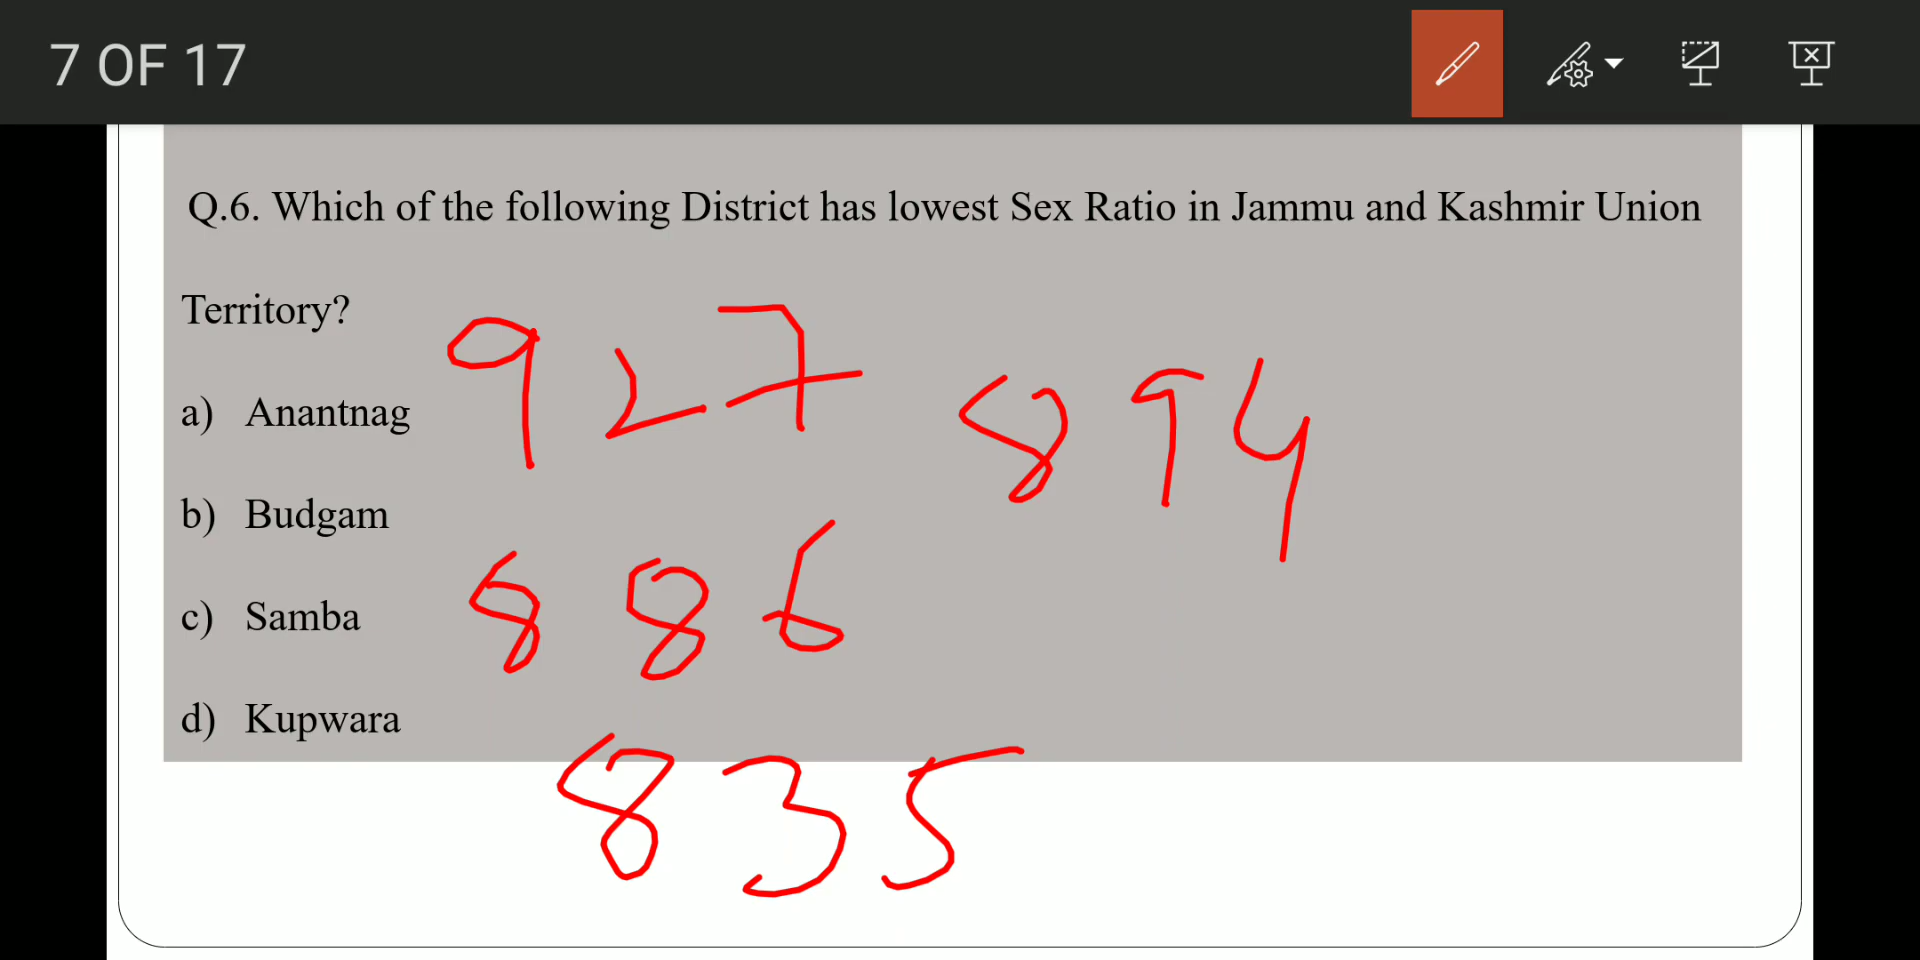 7 OF 17
Q.6. Which of the following District has lowest Sex Ratio in Jammu and Kashmir Union
Territory?
927
a) Anantnag
894
b) Budgam
886
c) Samba
d) Kupwara
835